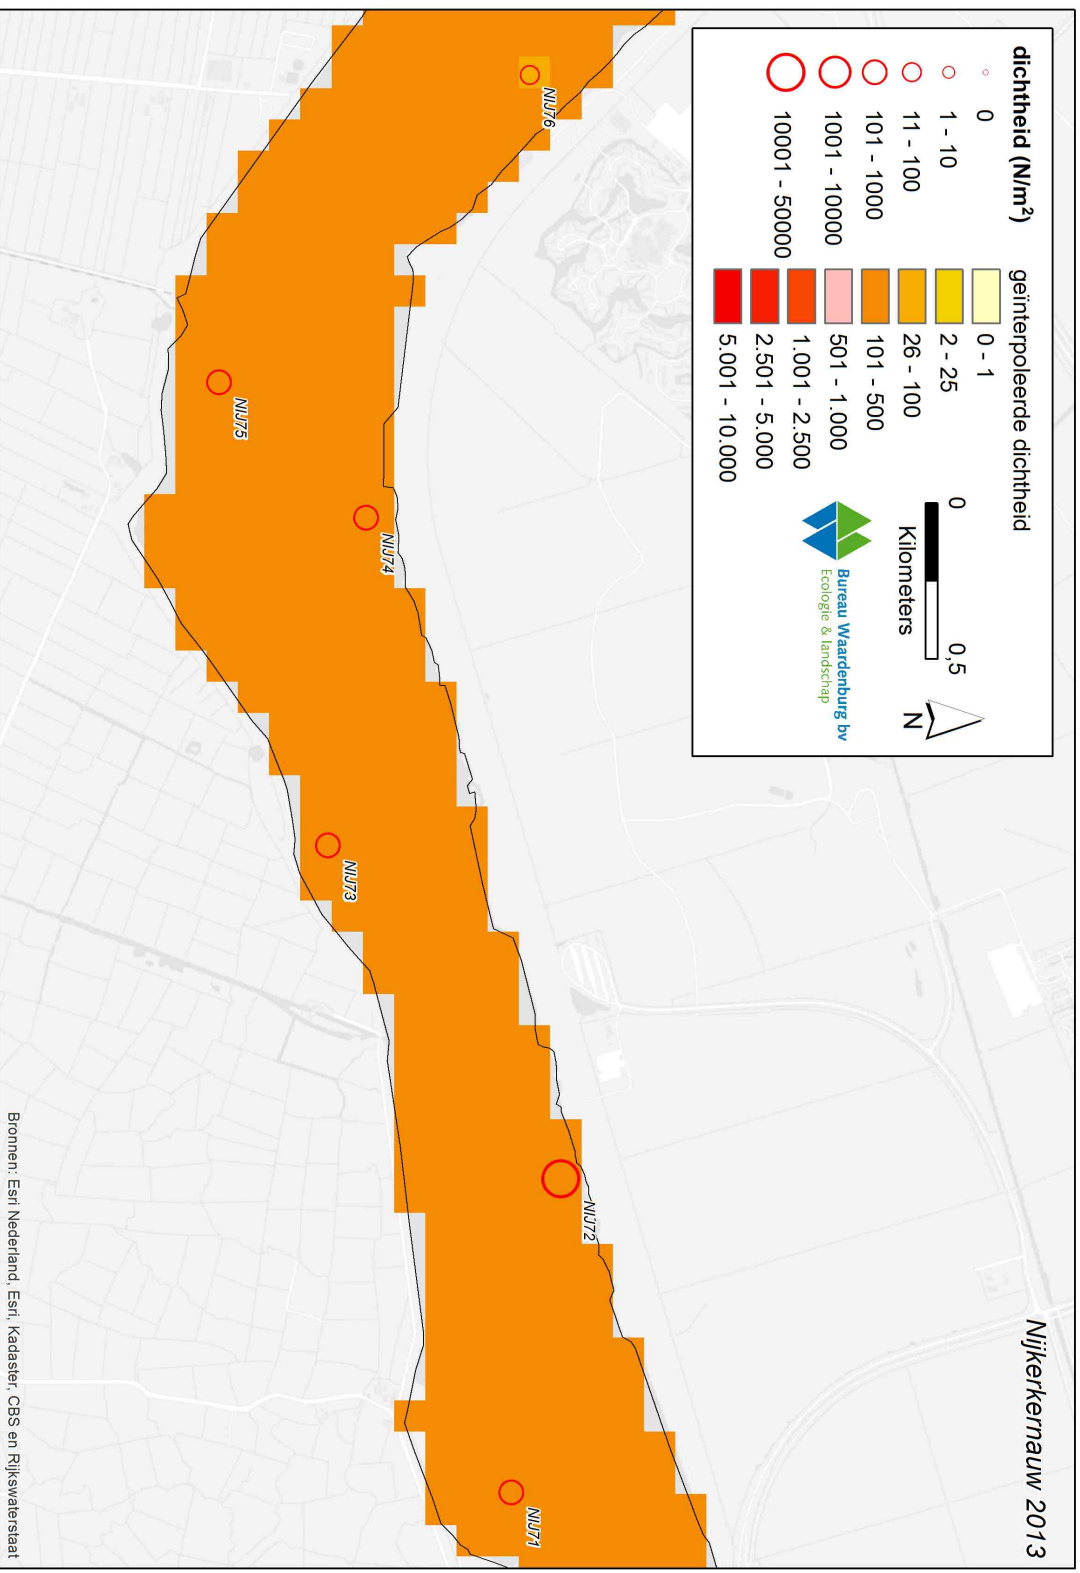 Nijkerkernauw 2013
dichtheid (N/m²)
0
1 - 10
11 - 100
101 - 1000
1001 - 10000
10001 - 50000
geïnterpoleerde dichtheid
0 - 1
2 - 25
26 - 100
101 - 500
501 - 1.000
1.001 - 2.500
2.501 - 5.000
5.001 - 10.000
0 0,5
Kilometers
N
Bureau Waardenburg bv
Ecologie & landschap
NIJ76
NIJ75
NIJ74
NIJ73
NIJ72
NIJ71
Bronnen: Esri Nederland, Esri, Kadaster, CBS en Rijkswaterstaat